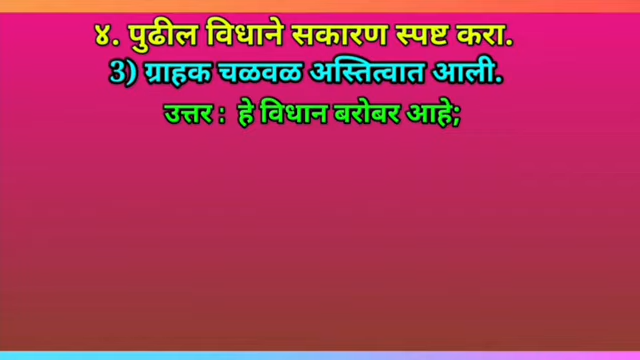 ४. पुढील विधाने सकारण स्पष्ट करा.
3) ग्राहक चळवळ अस्तित्वात आली.
उत्तर : हे विधान बरोबर आहे;